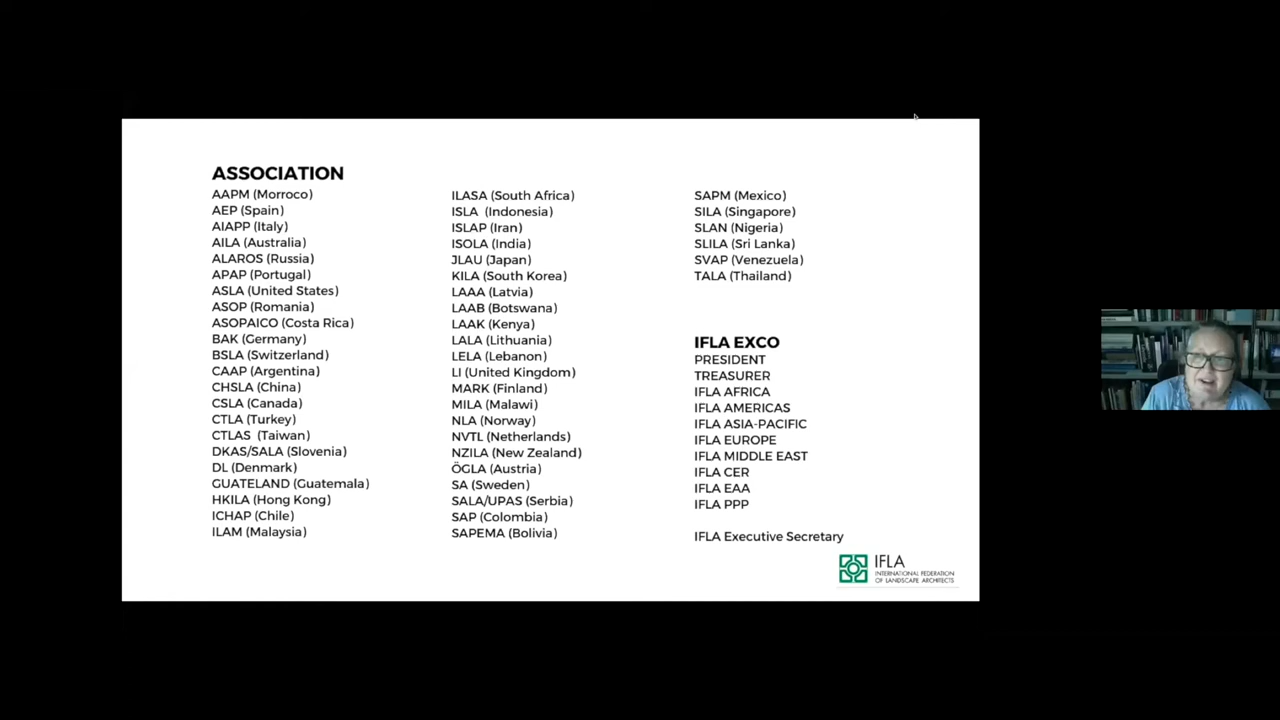 ASSOCIATION
AAPM (Morroco)
AEP (Spain)
AIAPP (Italy)
AILA (Australia)
ALAROS (Russia)
APAP (Portugal)
ASLA (United States)
ASOP (Romania)
ASOPAICO (Costa Rica)
BAK (Germany)
BSLA (Switzerland)
CAAP (Argentina)
CHSLA (China)
CSLA (Canada)
CTLA (Turkey)
CTLAS (Taiwan)
DKAS/SALA (Slovenia)
DL (Denmark)
GUATELAND (Guatemala)
HKILA (Hong Kong)
ICHAP (Chile)
ILAM (Malaysia)
ILASA (South Africa)
ISLA (Indonesia)
ISLAP (Iran)
ISOLA (India)
JLAU (Japan)
KILA (South Korea)
LAAA (Latvia)
LAAB (Botswana)
LAAK (Kenya)
LALA (Lithuania)
LELA (Lebanon)
LI (United Kingdom)
MARK (Finland)
MILA (Malawi)
NLA (Norway)
NVTL (Netherlands)
NZILA (New Zealand)
ÖGLA (Austria)
SA (Sweden)
SALA/UPAS (Serbia)
SAP (Colombia)
SAPEMA (Bolivia)
SAPM (Mexico)
SILA (Singapore)
SLAN (Nigeria)
SLILA (Sri Lanka)
SVAP (Venezuela)
TALA (Thailand)
IFLA EXCO
PRESIDENT
TREASURER
IFLA AFRICA
IFLA AMERICAS
IFLA ASIA-PACIFIC
IFLA EUROPE
IFLA MIDDLE EAST
IFLA CER
IFLA EAA
IFLA PPP
IFLA Executive Secretary
IFLA
INTERNATIONAL FEDERATION
OF LANDSCAPE ARCHITECTS